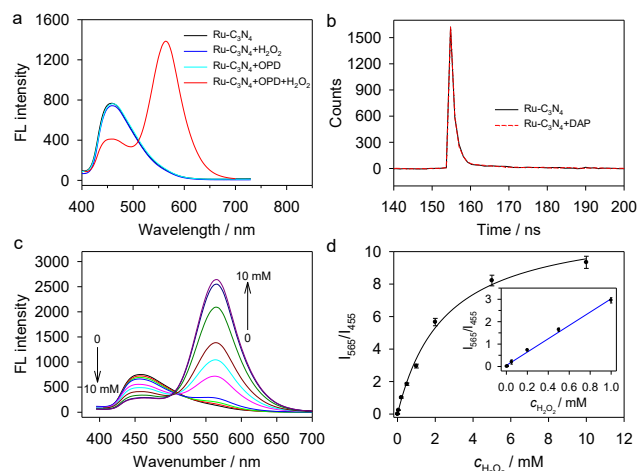 a
FL intensity
1600
1200
800
400
0
400 500 600 700 800
Wavelength / nm
Ru-C₃N₄
Ru-C₃N₄+H₂O₂
Ru-C₃N₄+OPD
Ru-C₃N₄+OPD+H₂O₂
b
Counts
1500
1200
900
600
300
0
140 150 160 170 180 190 200
Time / ns
Ru-C₃N₄
Ru-C₃N₄+DAP
c
FL intensity
3000
2500
2000
1500
1000
500
0
400 450 500 550 600 650 700
Wavenumber / nm
0
10 mM
10 mM
0
d
I₅₆₅/I₄₅₅
10
8
6
4
2
0
0 2 4 6 8 10 12
c_H₂O₂ / mM
I₅₆₅/I₄₅₅
3
2
1
0
0.0 0.2 0.4 0.6 0.8 1.0
c_H₂O₂ / mM